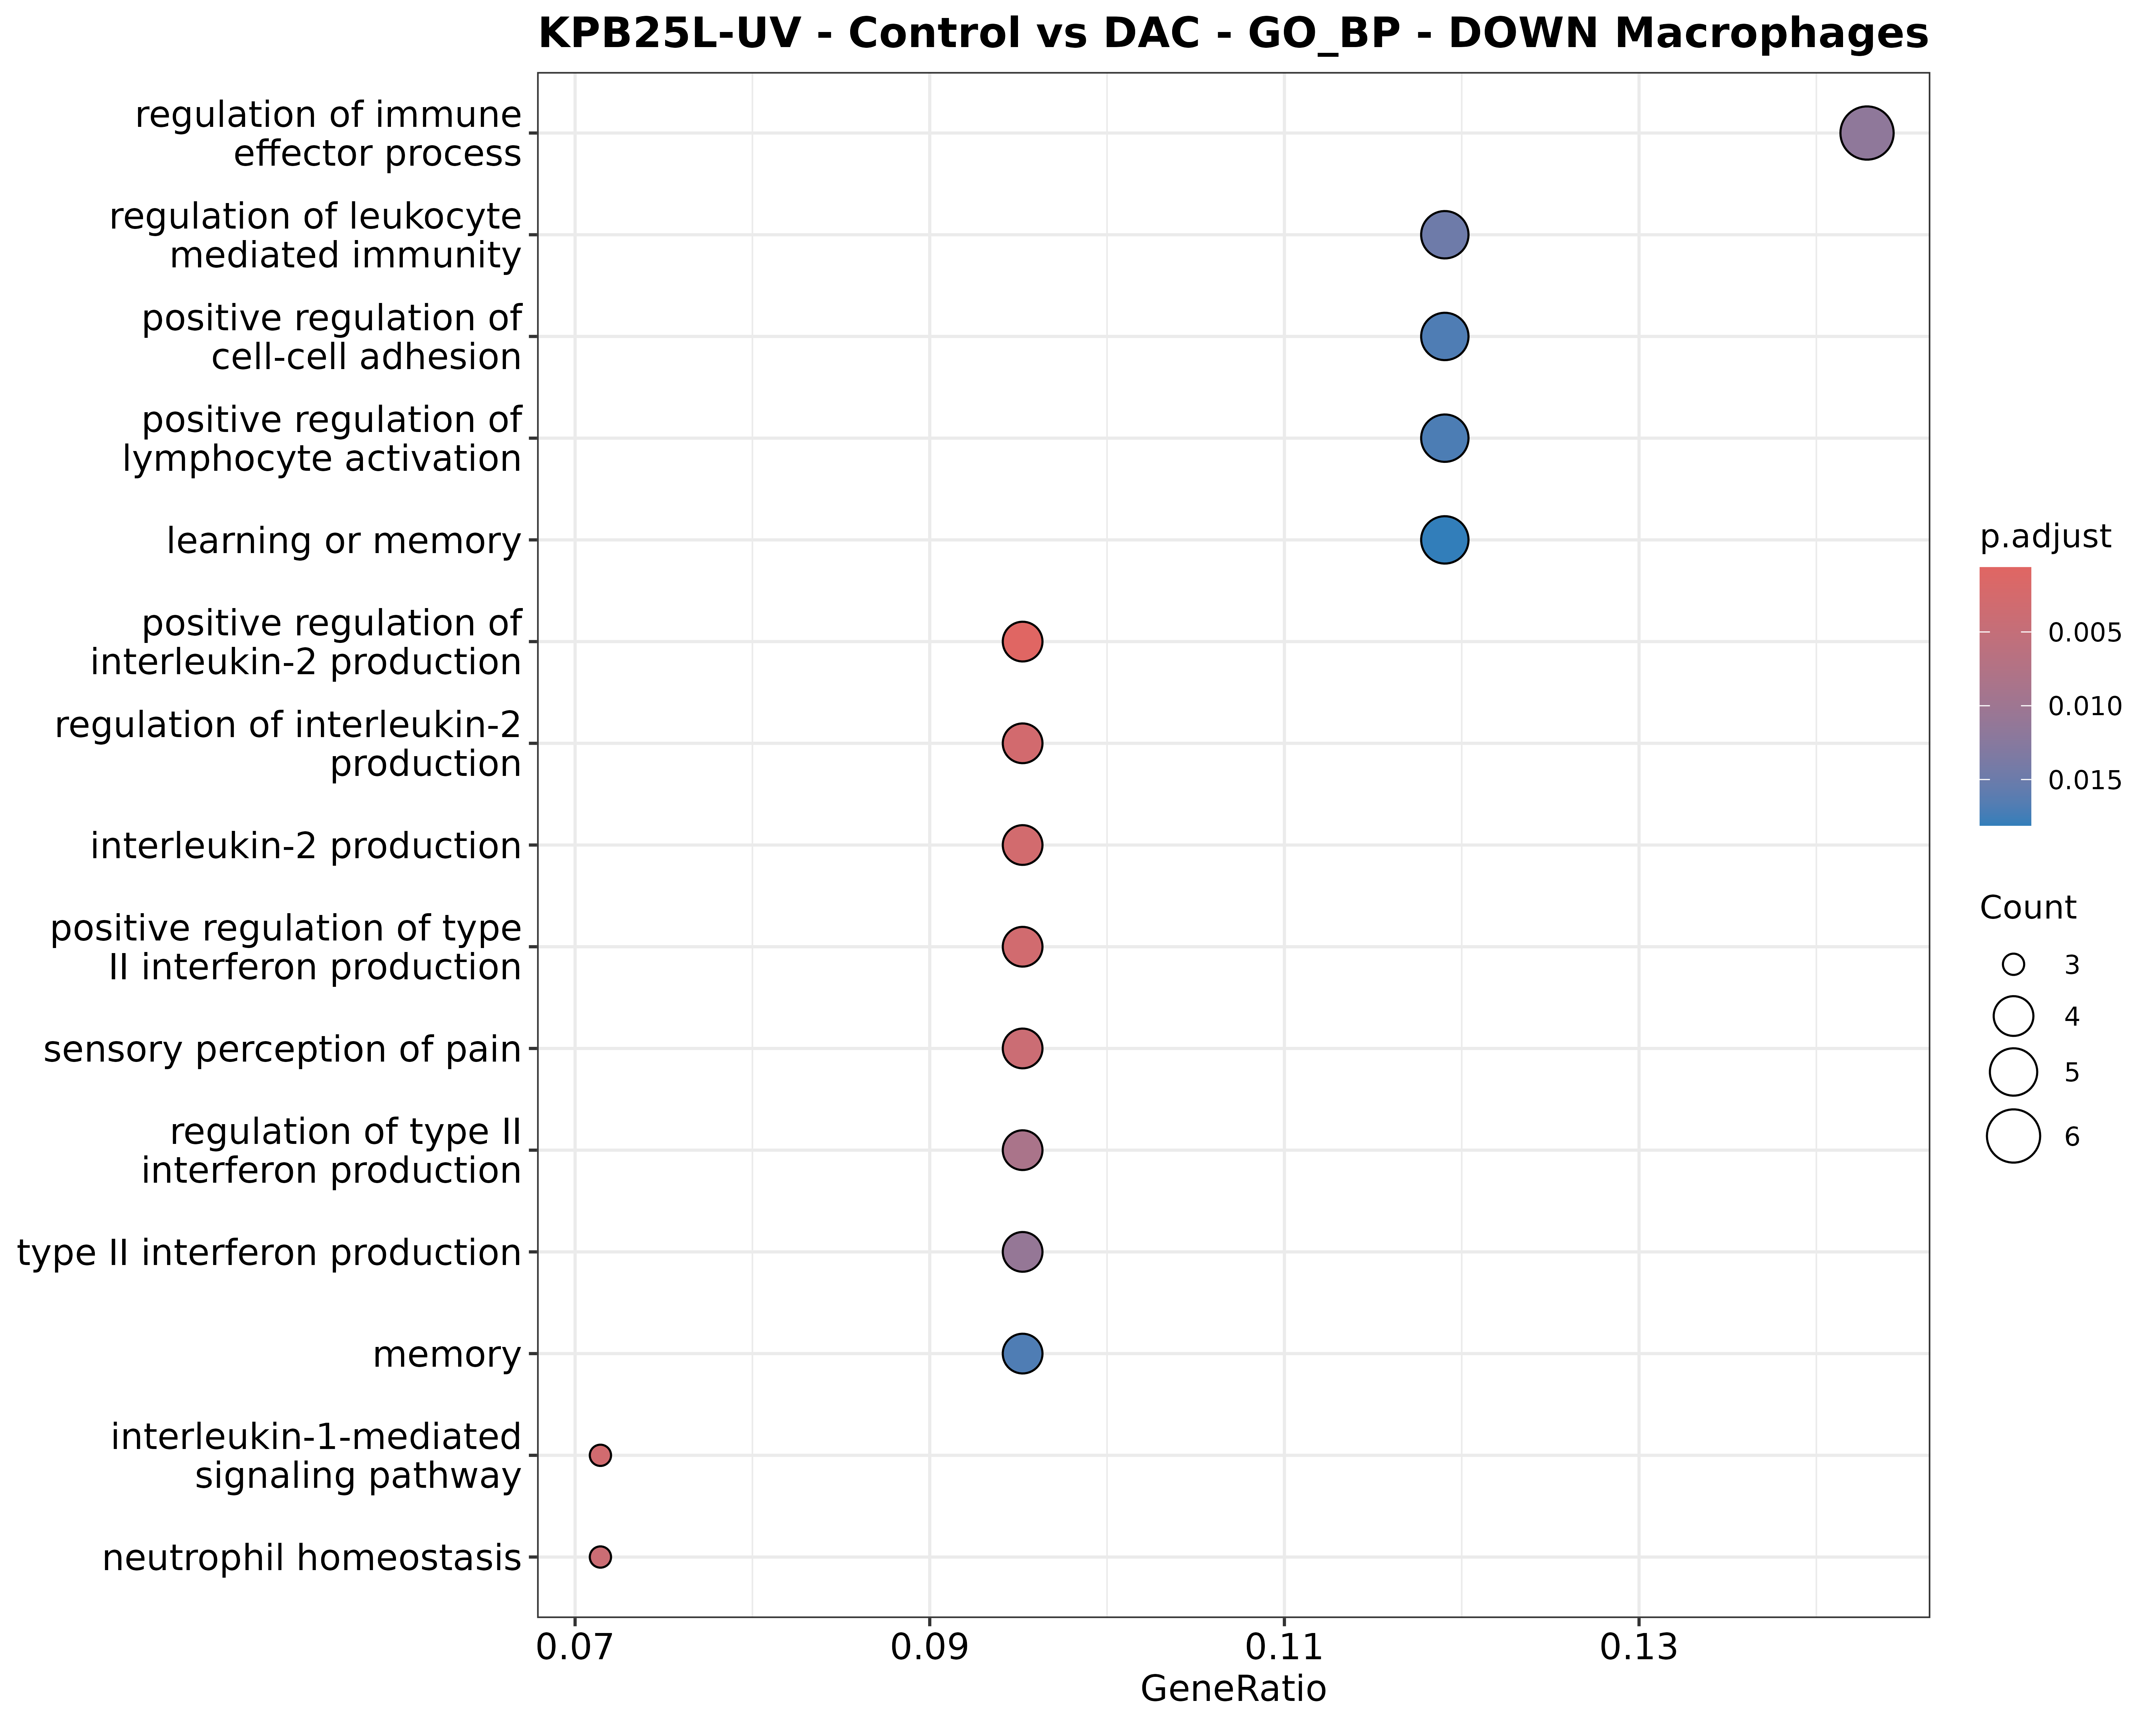 KPB25L-UV - Control vs DAC - GO_BP - DOWN Macrophages
regulation of immune
effector process
regulation of leukocyte
mediated immunity
positive regulation of
cell-cell adhesion
positive regulation of
lymphocyte activation
learning or memory
positive regulation of
interleukin-2 production
regulation of interleukin-2
production
interleukin-2 production
positive regulation of type
II interferon production
sensory perception of pain
regulation of type II
interferon production
type II interferon production
memory
interleukin-1-mediated
signaling pathway
neutrophil homeostasis
0.07
0.09
0.11
0.13
GeneRatio
p.adjust
0.005
0.010
0.015
Count
3
4
5
6